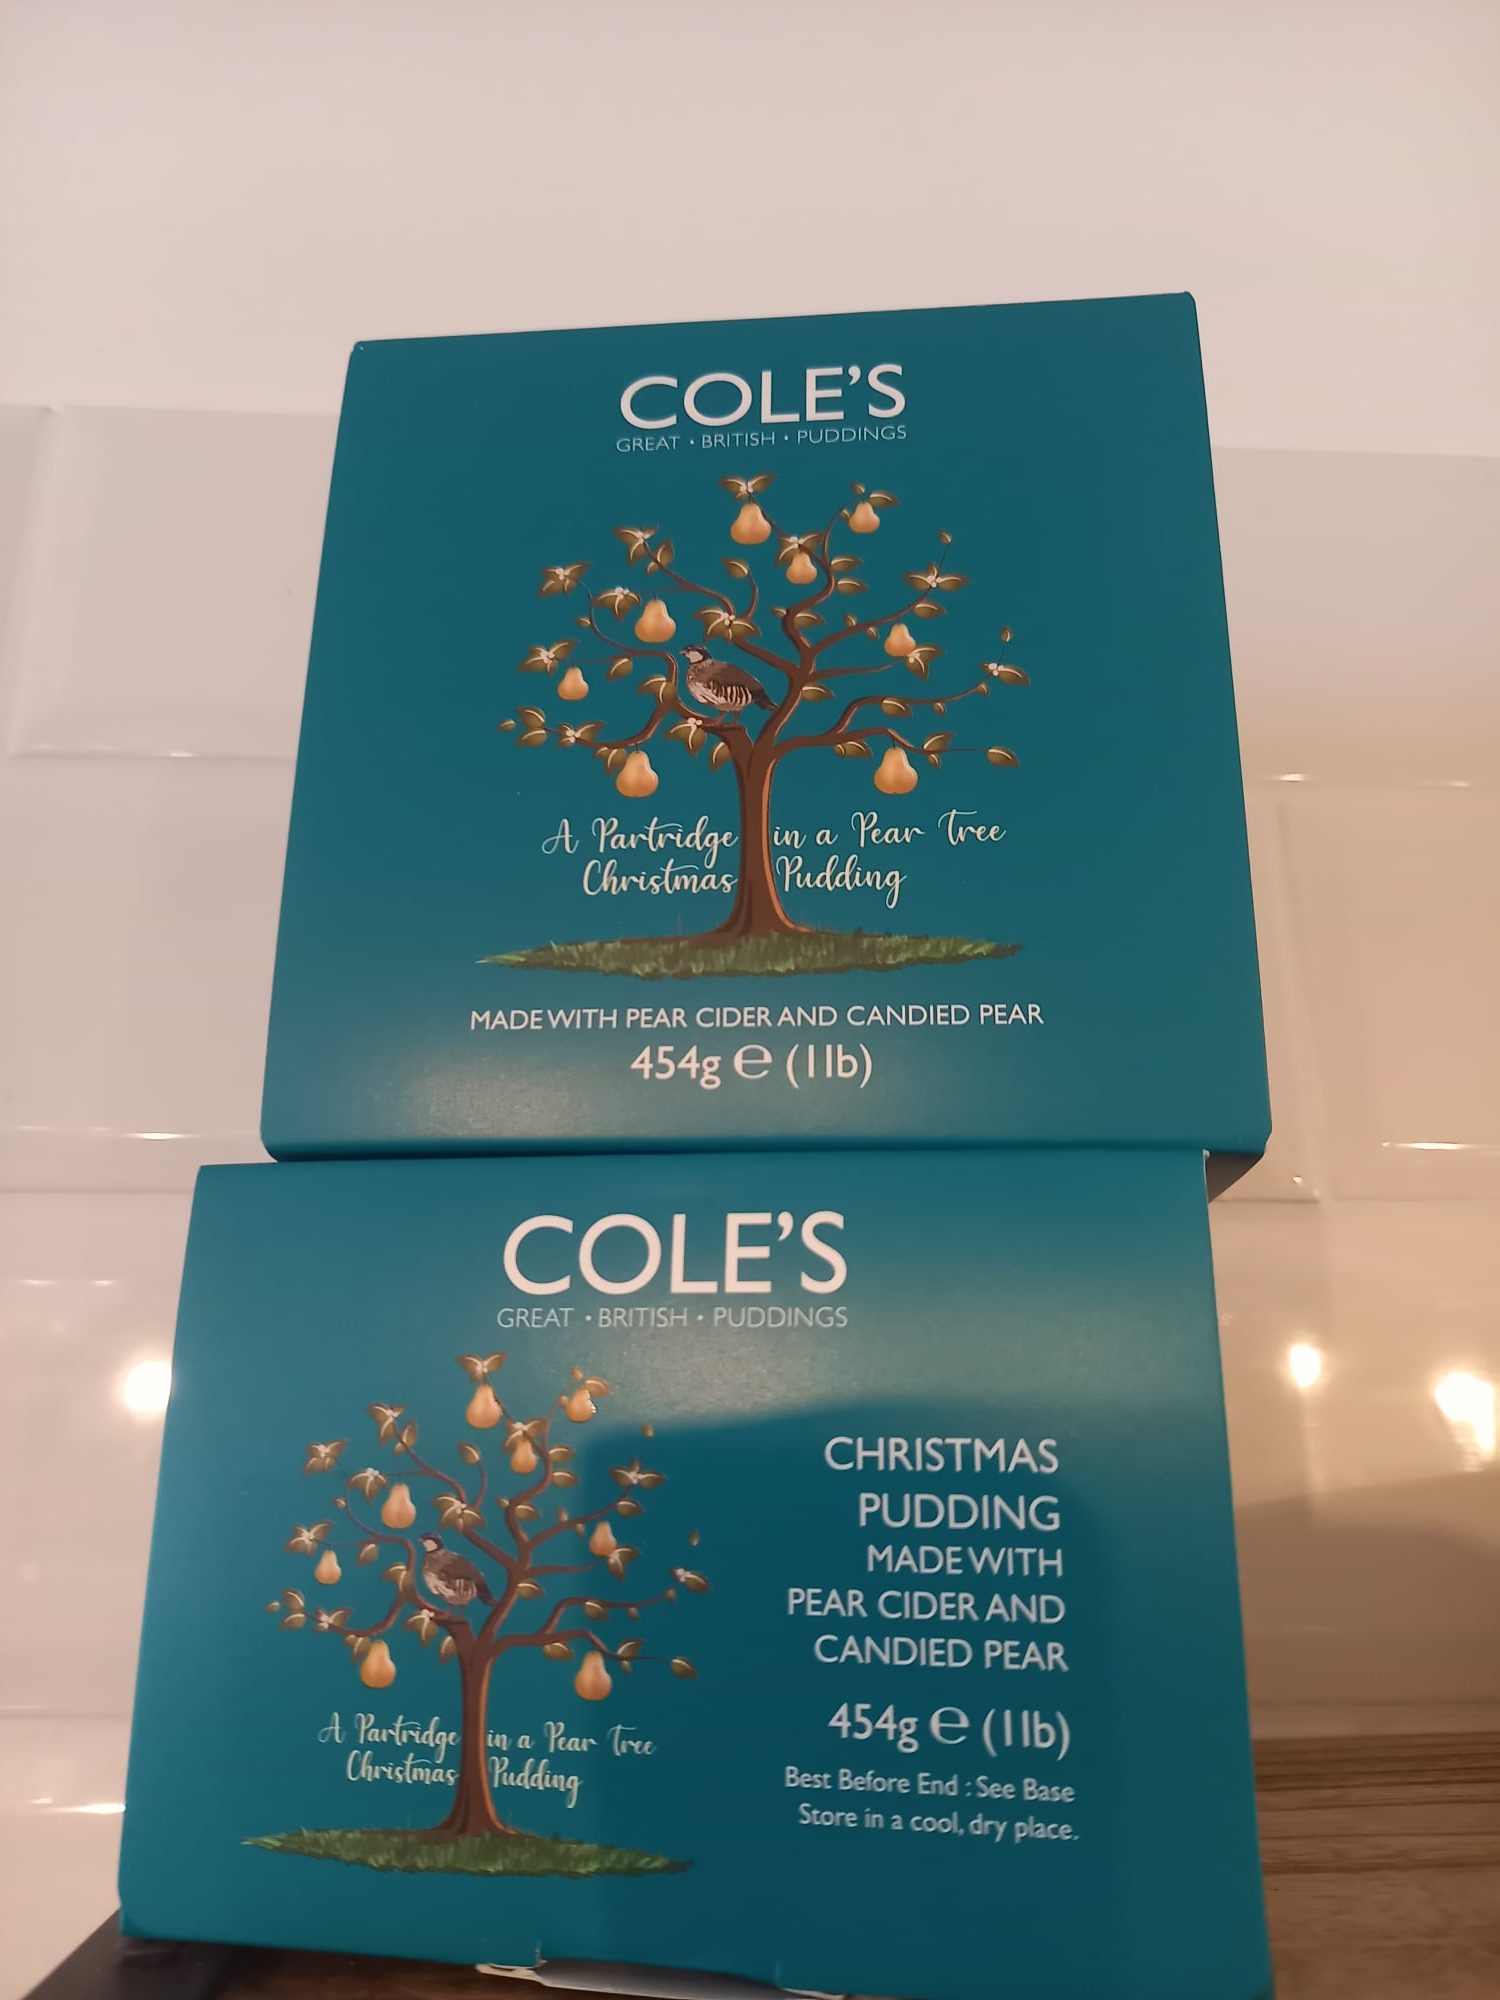 COLE'S
GREAT • BRITISH • PUDDINGS
A Partridge in a Pear Tree
Christmas Pudding
MADE WITH PEAR CIDER AND CANDIED PEAR
454g ℮ (1lb)
COLE'S
GREAT • BRITISH • PUDDINGS
A Partridge in a Pear Tree
Christmas Pudding
CHRISTMAS
PUDDING
MADE WITH
PEAR CIDER AND
CANDIED PEAR
454g ℮ (1lb)
Best Before End : See Base
Store in a cool, dry place.